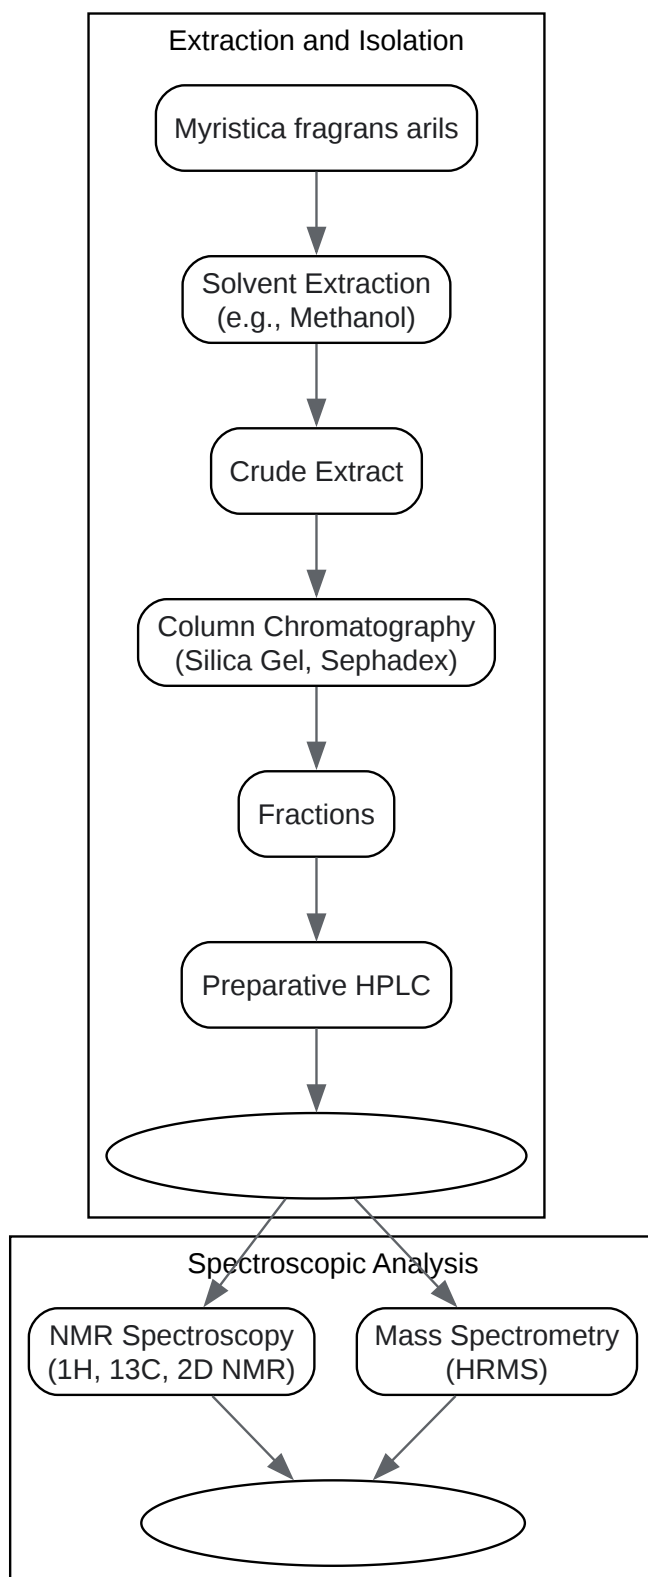 Extraction and Isolation
Myristica fragrans arils
Solvent Extraction
(e.g., Methanol)
Crude Extract
Column Chromatography
(Silica Gel, Sephadex)
Fractions
Preparative HPLC
Spectroscopic Analysis
NMR Spectroscopy
(1H, 13C, 2D NMR)
Mass Spectrometry
(HRMS)